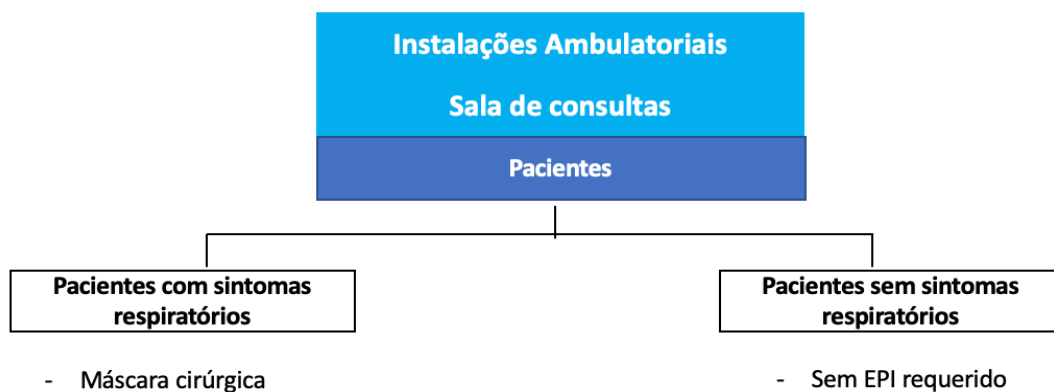 Instalações Ambulatoriais
Sala de consultas
Pacientes
Pacientes com sintomas
respiratórios
Pacientes sem sintomas
respiratórios
- Máscara cirúrgica
- Sem EPI requerido